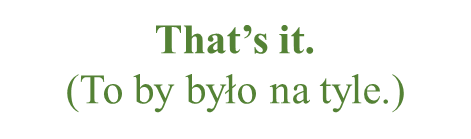 That’s it.
(To by było na tyle.)